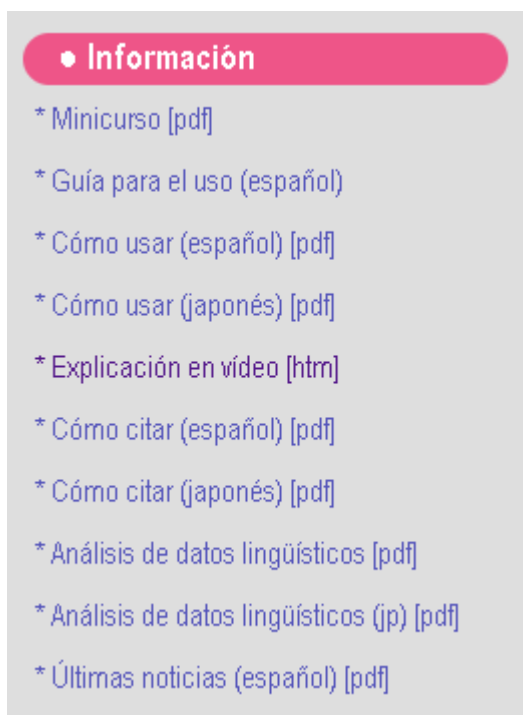 • Información
* Minicurso [pdf]
* Guía para el uso (español)
* Cómo usar (español) [pdf]
* Cómo usar (japonés) [pdf]
* Explicación en vídeo [htm]
* Cómo citar (español) [pdf]
* Cómo citar (japonés) [pdf]
* Análisis de datos lingüísticos [pdf]
* Análisis de datos lingüísticos (jp) [pdf]
* Últimas noticias (español) [pdf]